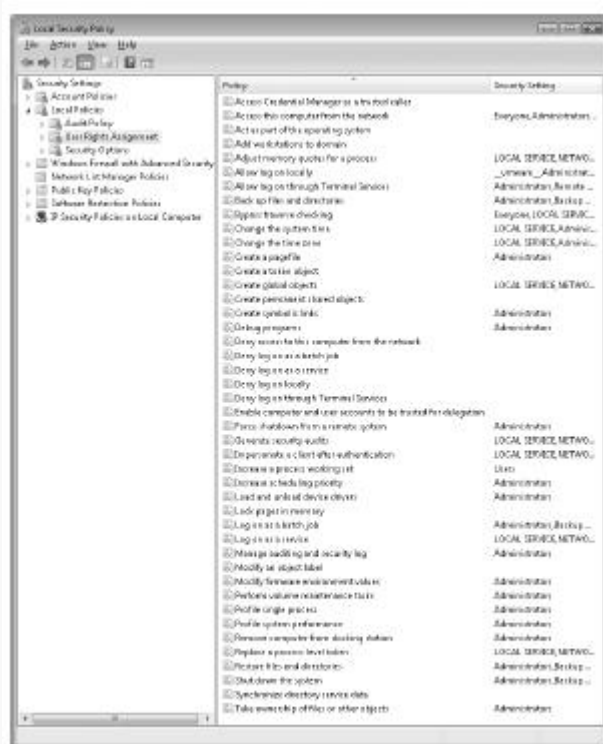 Local Security Policy
File Action View Help
Security Settings
Account Policies
Local Policies
Audit Policy
User Rights Assignment
Security Options
Windows Firewall with Advanced Security
Network List Manager Policies
Public Key Policies
Software Restriction Policies
IP Security Policies on Local Computer
Policy Security Setting
Access Credential Manager as a trusted caller
Access this computer from the network Everyone,Administrators...
Act as part of the operating system
Add workstations to domain
Adjust memory quotas for a process LOCAL SERVICE,NETWO...
Allow log on locally __vmware__,Administrat...
Allow log on through Terminal Services Administrators,Remote ...
Back up files and directories Administrators,Backup ...
Bypass traverse checking Everyone,LOCAL SERVIC...
Change the system time LOCAL SERVICE,Adminis...
Change the time zone LOCAL SERVICE,Adminis...
Create a pagefile Administrators
Create a token object
Create global objects LOCAL SERVICE,NETWO...
Create permanent shared objects
Create symbolic links Administrators
Debug programs Administrators
Deny access to this computer from the network
Deny log on as a batch job
Deny log on as a service
Deny log on locally
Deny log on through Terminal Services
Enable computer and user accounts to be trusted for delegation
Force shutdown from a remote system Administrators
Generate security audits LOCAL SERVICE,NETWO...
Impersonate a client after authentication LOCAL SERVICE,NETWO...
Increase a process working set Users
Increase scheduling priority Administrators
Load and unload device drivers Administrators
Lock pages in memory
Log on as a batch job Administrators,Backup ...
Log on as a service LOCAL SERVICE,NETWO...
Manage auditing and security log Administrators
Modify an object label
Modify firmware environment values Administrators
Perform volume maintenance tasks Administrators
Profile single process Administrators
Profile system performance Administrators
Remove computer from docking station Administrators
Replace a process level token LOCAL SERVICE,NETWO...
Restore files and directories Administrators,Backup ...
Shut down the system Administrators,Backup ...
Synchronize directory service data
Take ownership of files or other objects Administrators